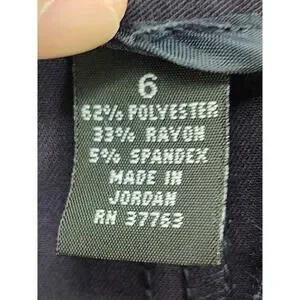 6
62% POLYESTER
33% RAYON
5% SPANDEX
MADE IN
JORDAN
RN 37763